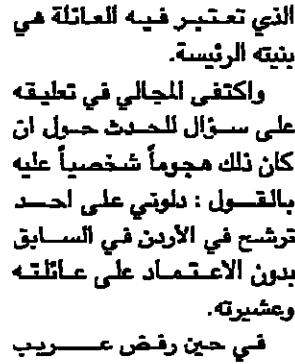 الذي تعتبر فيه العائلة هي
بنيته الرئيسة.
واكتفى المجالي في تعليقه
على سؤال للحدث حول ان
كان ذلك هجوماً شخصياً عليه
بالقول : دلوني على احد
ترشح في الأردن في السابق
بدون الاعتماد على عائلته
وعشيرته.
في حين رفض عريب